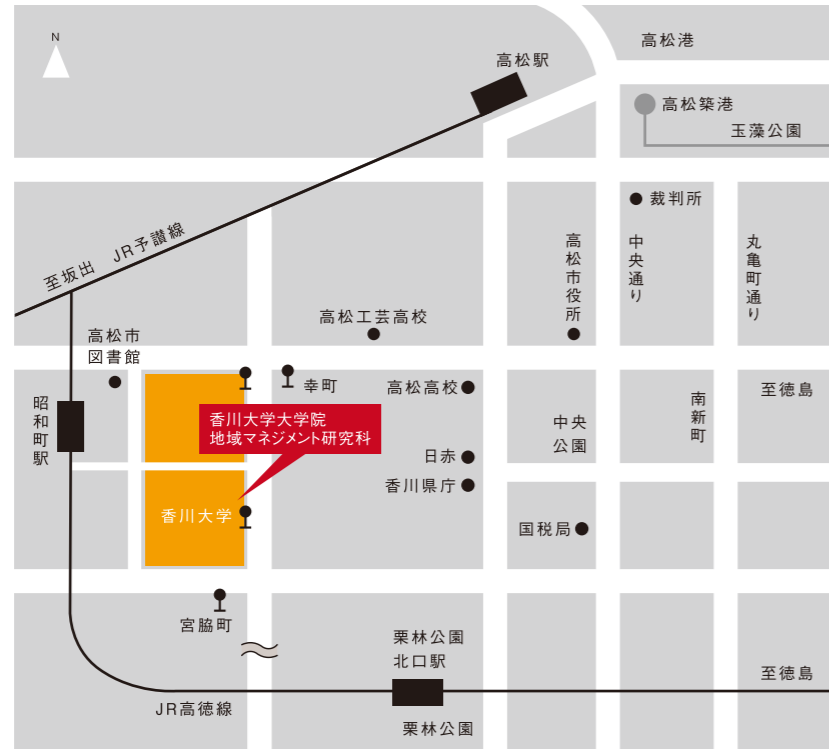 N
高松港
高松駅
高松築港
玉藻公園
裁判所
中央通り
丸亀町通り
高松市役所
至坂出
JR予讃線
高松工芸高校
高松市
図書館
幸町
高松高校
至徳島
昭和町駅
香川大学大学院
地域マネジメント研究科
南新町
中央
公園
日赤
香川県庁
香川大学
国税局
宮脇町
栗林公園
北口駅
至徳島
JR高徳線
栗林公園